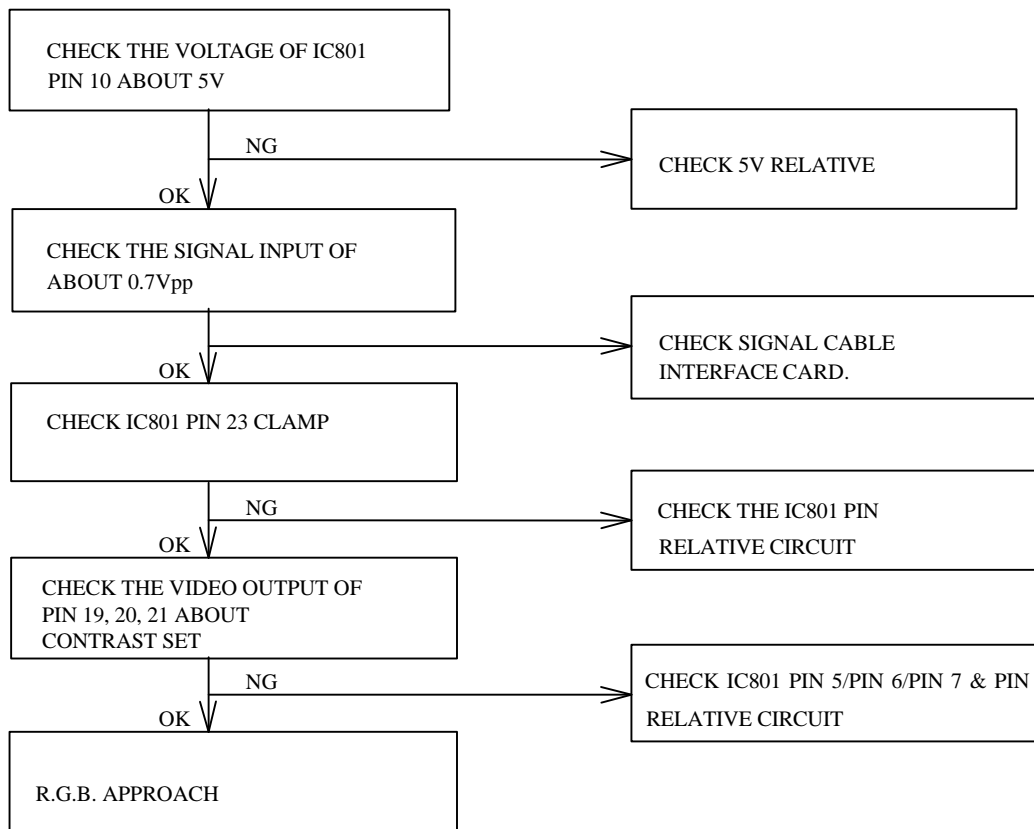 CHECK THE VOLTAGE OF IC801
PIN 10 ABOUT 5V
NG
CHECK 5V RELATIVE
OK
CHECK THE SIGNAL INPUT OF
ABOUT 0.7Vpp
CHECK SIGNAL CABLE
INTERFACE CARD.
OK
CHECK IC801 PIN 23 CLAMP
NG
CHECK THE IC801 PIN
RELATIVE CIRCUIT
OK
CHECK THE VIDEO OUTPUT OF
PIN 19, 20, 21 ABOUT
CONTRAST SET
NG
CHECK IC801 PIN 5/PIN 6/PIN 7 & PIN
RELATIVE CIRCUIT
OK
R.G.B. APPROACH